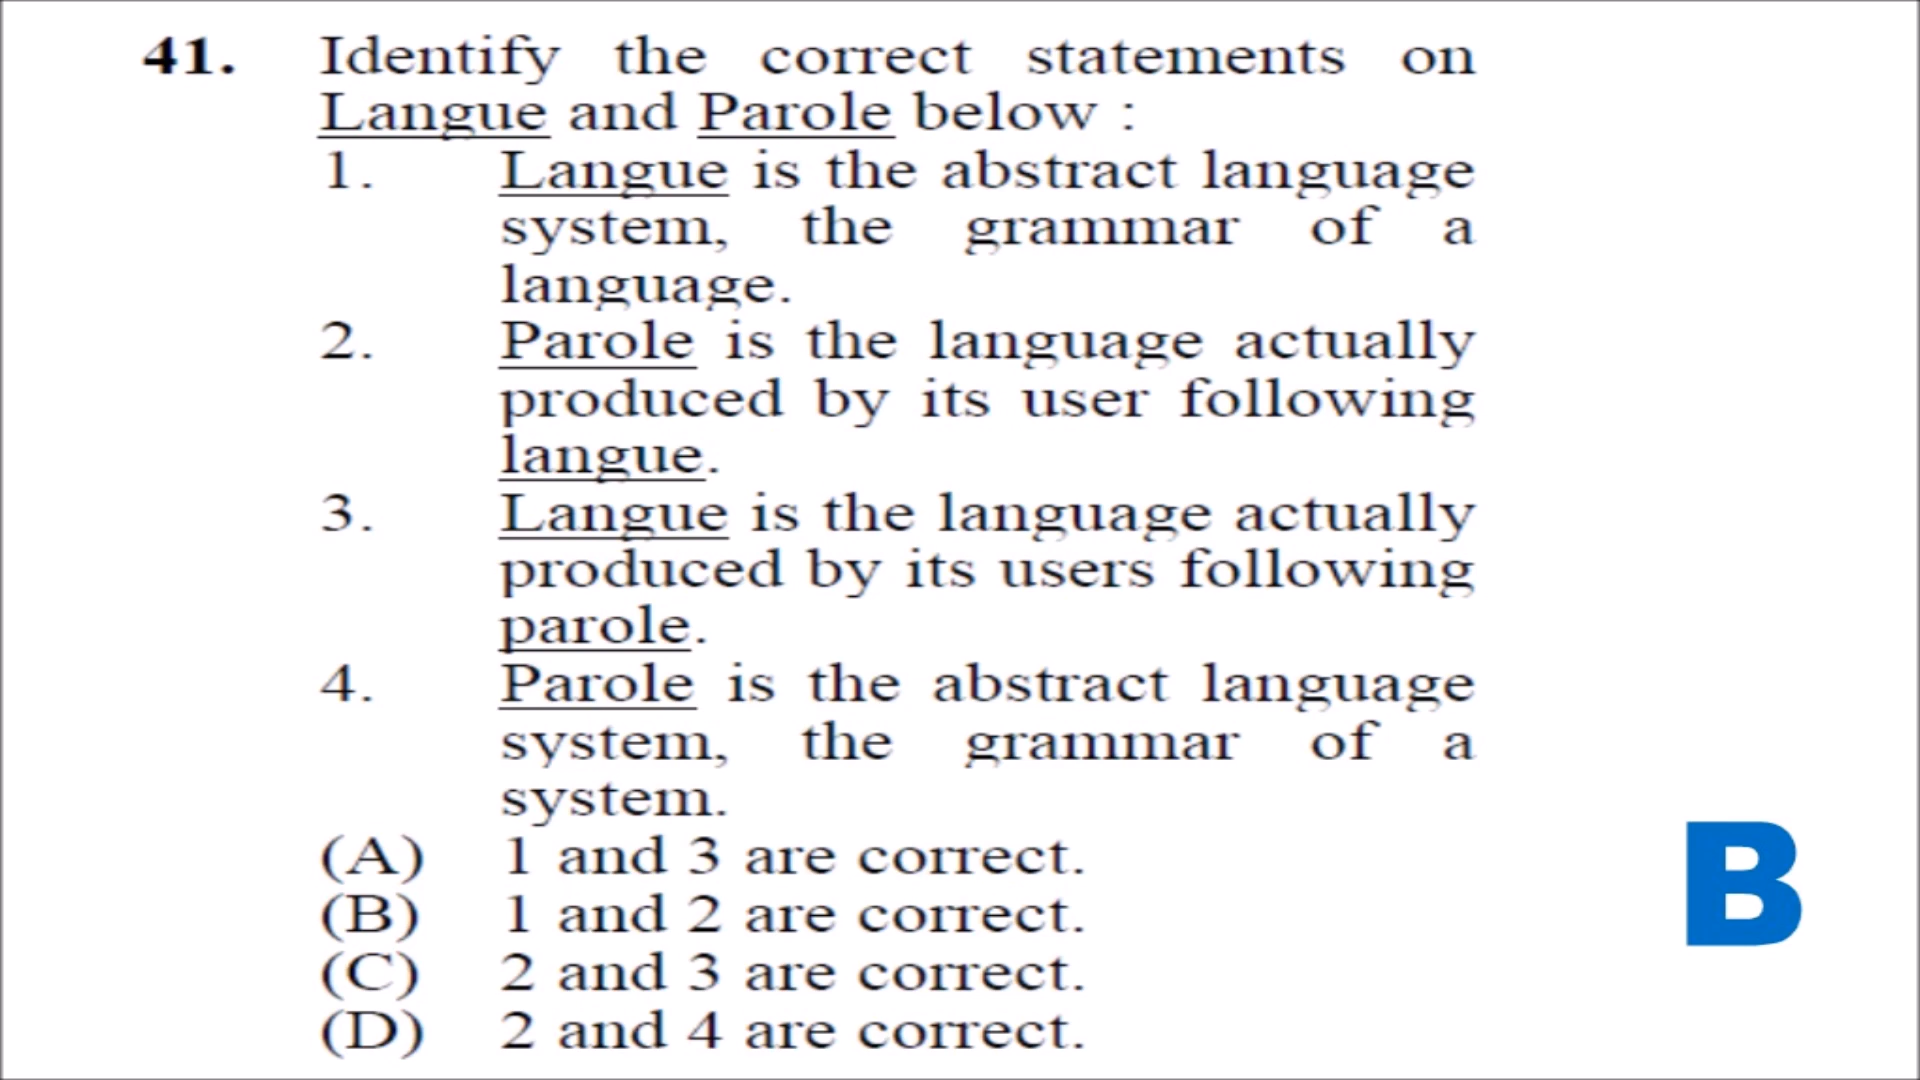 41. Identify the correct statements on
Langue and Parole below :
1. Langue is the abstract language
system, the grammar of a
language.
2. Parole is the language actually
produced by its user following
langue.
3. Langue is the language actually
produced by its users following
parole.
4. Parole is the abstract language
system, the grammar of a
system.
(A) 1 and 3 are correct.
(B) 1 and 2 are correct.
(C) 2 and 3 are correct.
(D) 2 and 4 are correct.
B